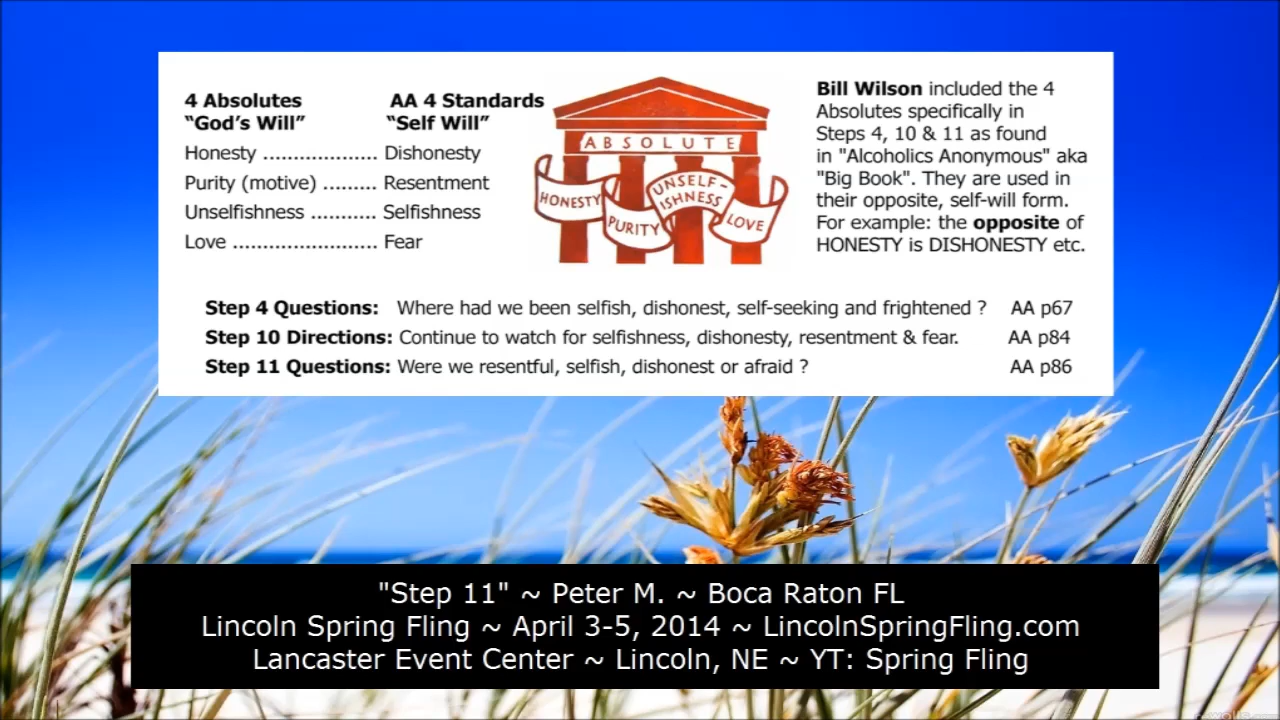 4 Absolutes AA 4 Standards
"God's Will" "Self Will"
Honesty ................... Dishonesty
Purity (motive) ......... Resentment
Unselfishness ........... Selfishness
Love ........................ Fear
ABSOLUTE
HONESTY
PURITY
UNSELF-
ISHNESS
LOVE
Bill Wilson included the 4
Absolutes specifically in
Steps 4, 10 & 11 as found
in "Alcoholics Anonymous" aka
"Big Book". They are used in
their opposite, self-will form.
For example: the opposite of
HONESTY is DISHONESTY etc.
Step 4 Questions: Where had we been selfish, dishonest, self-seeking and frightened ? AA p67
Step 10 Directions: Continue to watch for selfishness, dishonesty, resentment & fear. AA p84
Step 11 Questions: Were we resentful, selfish, dishonest or afraid ? AA p86
"Step 11" ~ Peter M. ~ Boca Raton FL
Lincoln Spring Fling ~ April 3-5, 2014 ~ LincolnSpringFling.com
Lancaster Event Center ~ Lincoln, NE ~ YT: Spring Fling